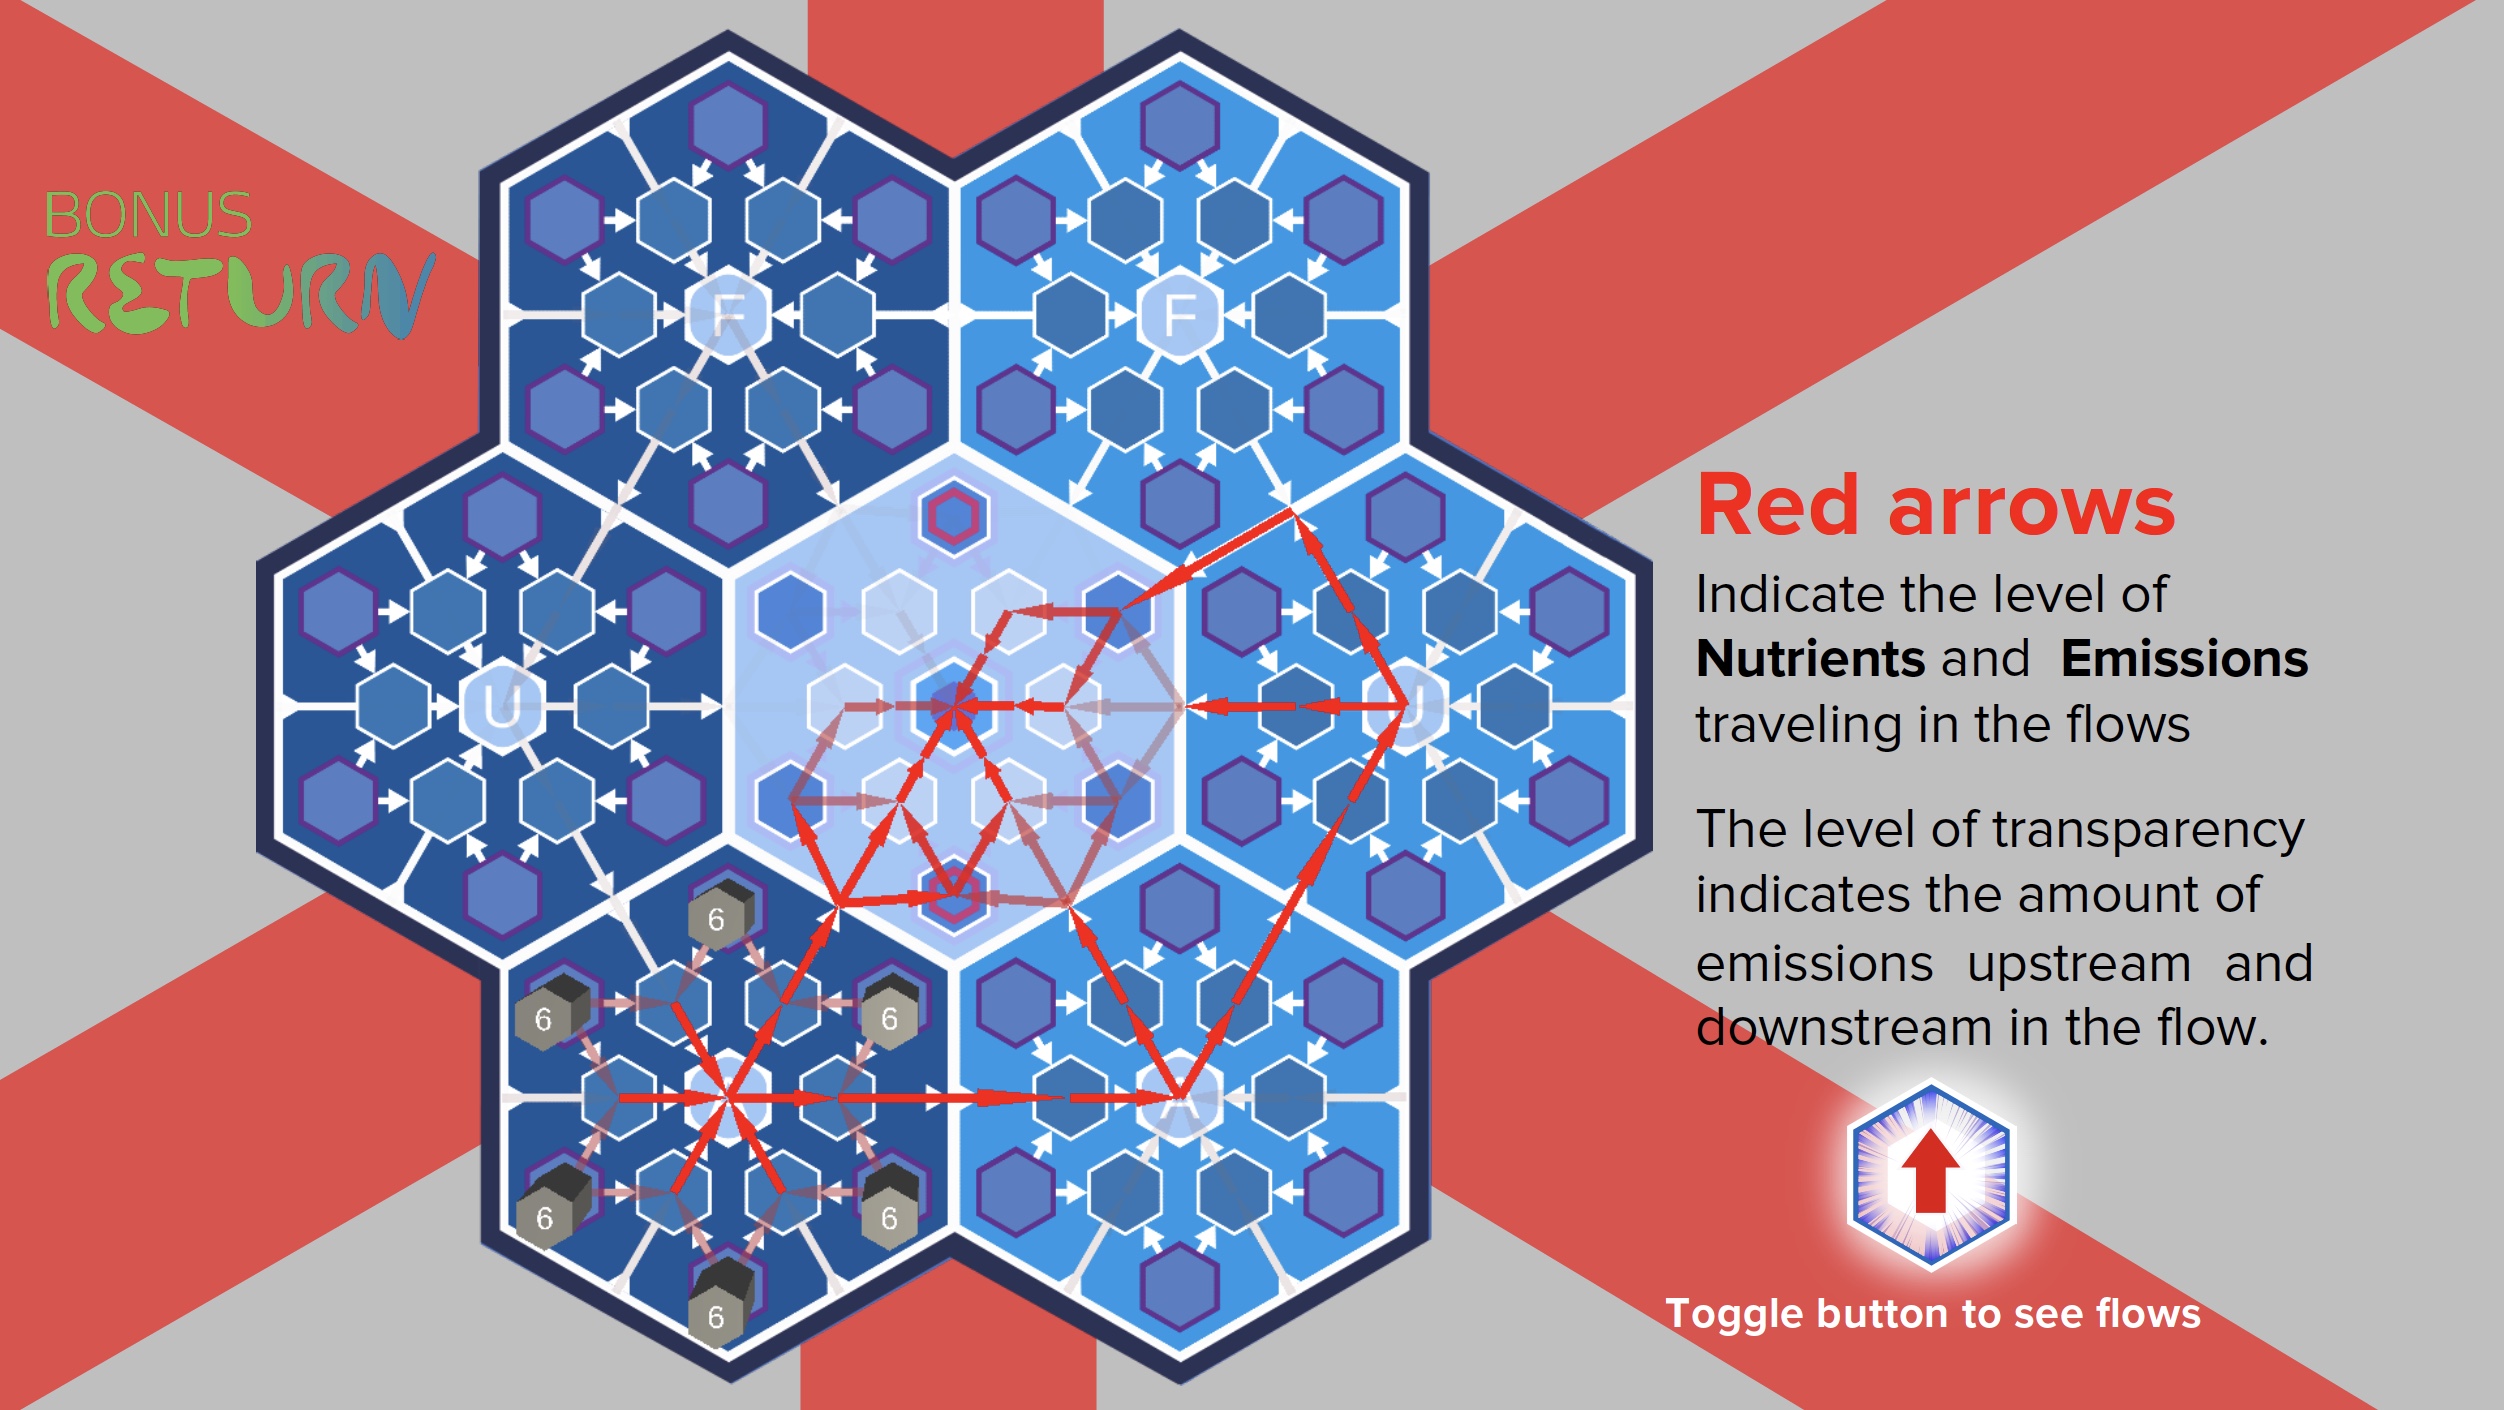 BONUS
RETURN
F
F
U
U
6
6
6
A
A
6
6
6
Red arrows
Indicate the level of
Nutrients and Emissions
traveling in the flows
The level of transparency
indicates the amount of
emissions upstream and
downstream in the flow.
Toggle button to see flows